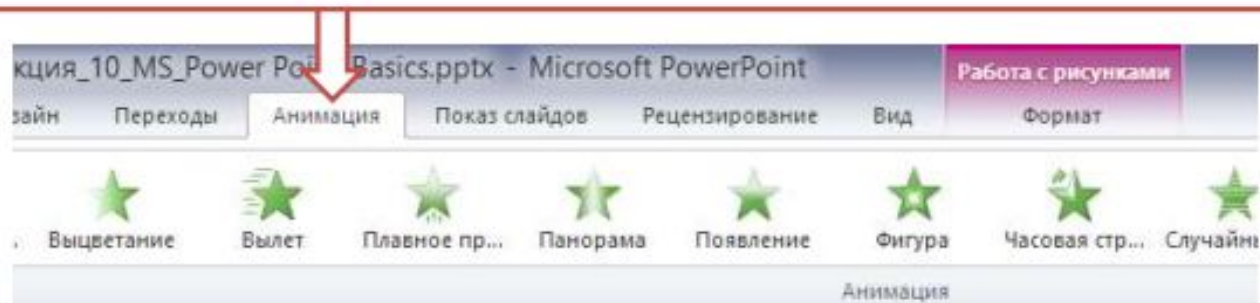 кция_10_MS_Power Poi Basics.pptx - Microsoft PowerPoint
Работа с рисунками
зайн Переходы Анимация Показ слайдов Рецензирование Вид Формат
. Выцветание Вылет Плавное пр... Панорама Появление Фигура Часовая стр... Случайны
Анимация